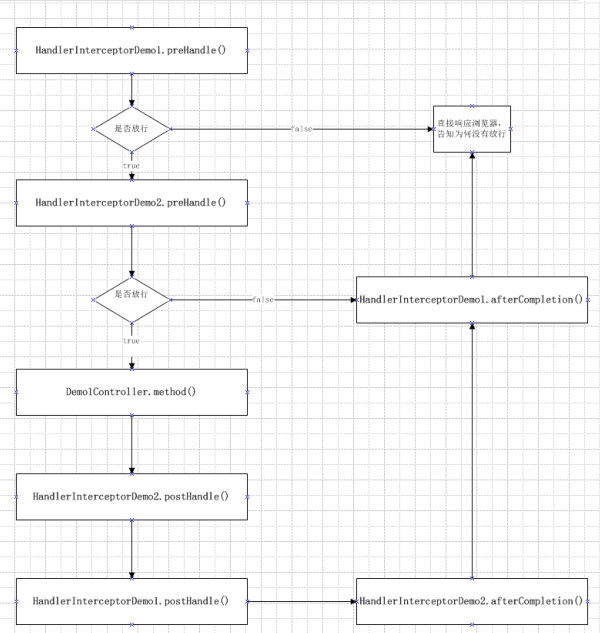 HandlerInterceptorDemo1.preHandle()
是否放行
false
直接响应浏览器，
告知为何没有放行
true
HandlerInterceptorDemo2.preHandle()
是否放行
false
HandlerInterceptorDemo1.afterCompletion()
true
Demo1Controller.method()
HandlerInterceptorDemo2.postHandle()
HandlerInterceptorDemo1.postHandle()
HandlerInterceptorDemo2.afterCompletion()